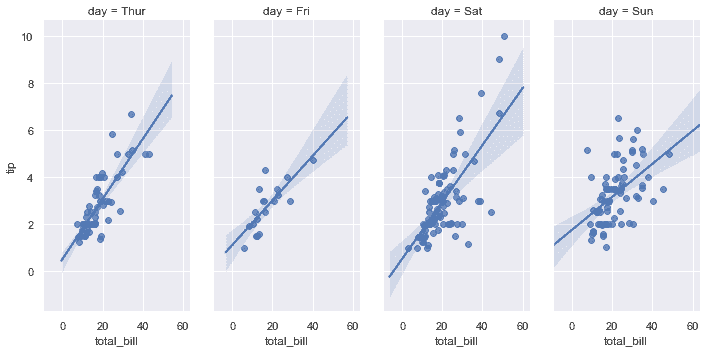 day = Thur
day = Fri
day = Sat
day = Sun
10
8
6
4
2
0
tip
0 20 40 60
0 20 40 60
0 20 40 60
0 20 40 60
total_bill
total_bill
total_bill
total_bill